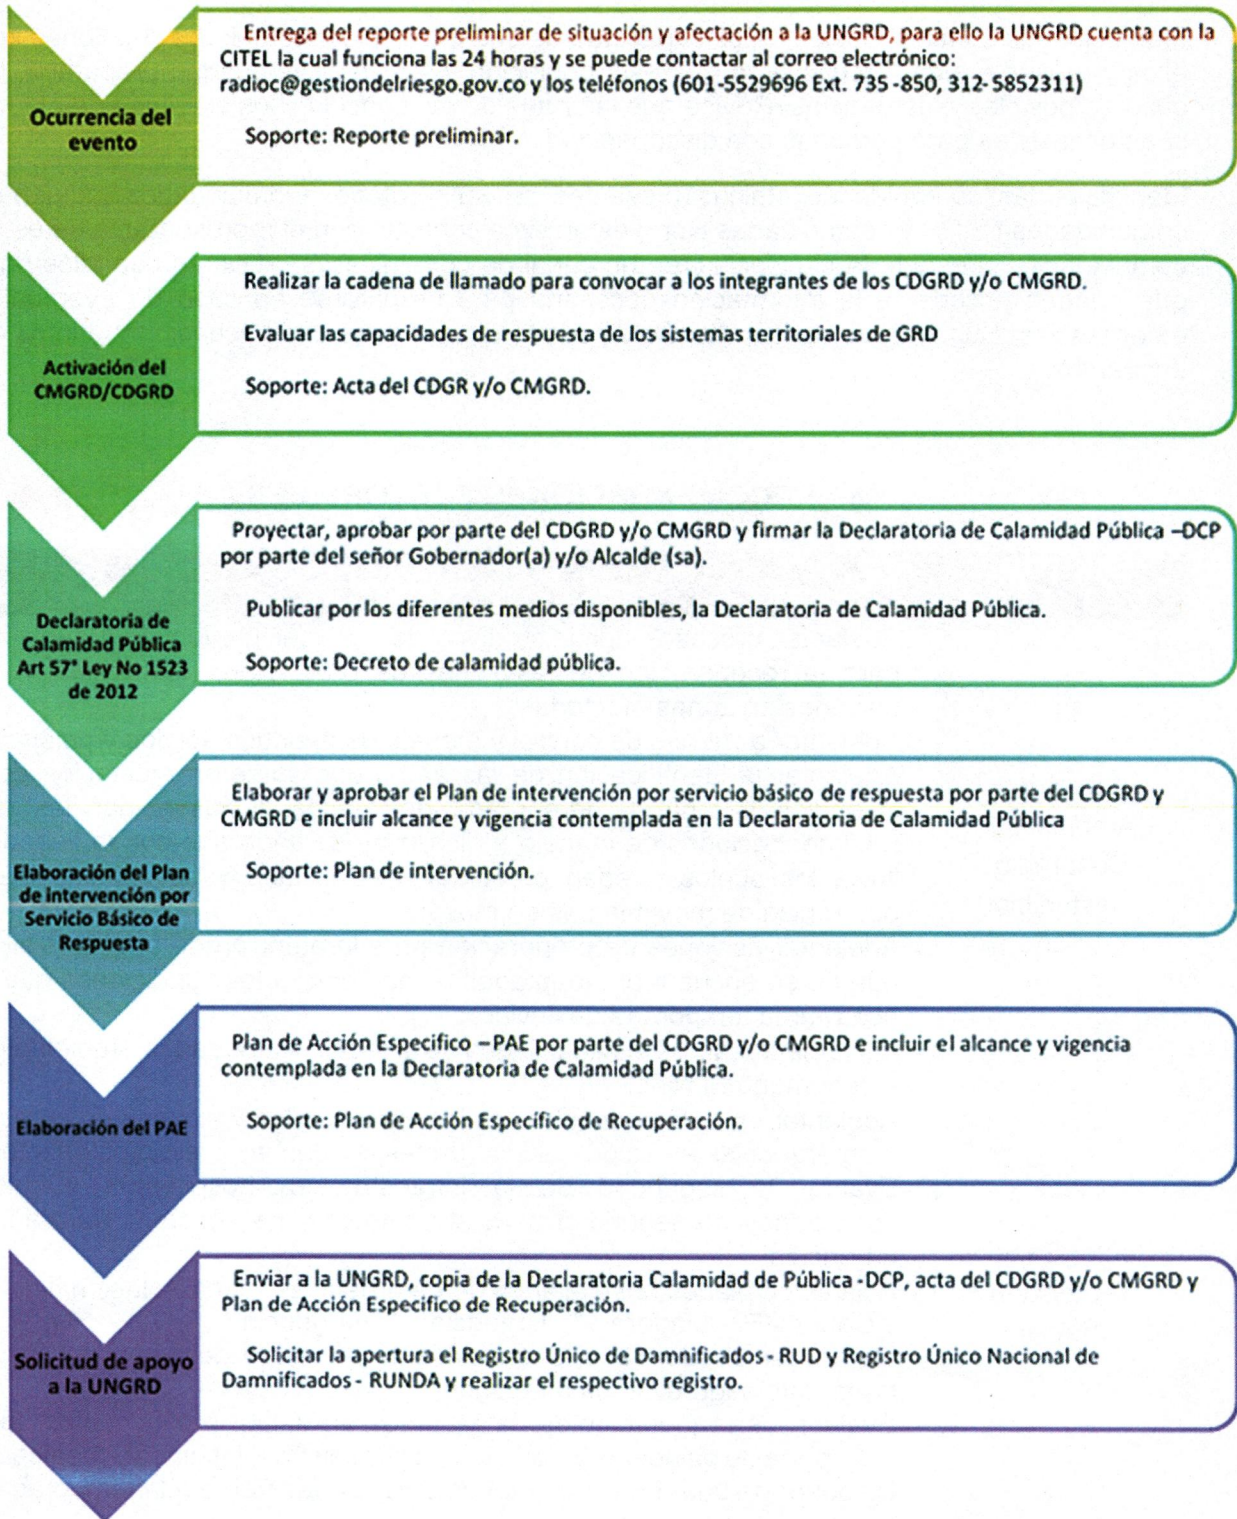 Ocurrencia del
evento
Entrega del reporte preliminar de situación y afectación a la UNGRD, para ello la UNGRD cuenta con la
CITEL la cual funciona las 24 horas y se puede contactar al correo electrónico:
radioc@gestiondelriesgo.gov.co y los teléfonos (601-5529696 Ext. 735 -850, 312- 5852311)
Soporte: Reporte preliminar.
Activación del
CMGRD/CDGRD
Realizar la cadena de llamado para convocar a los integrantes de los CDGRD y/o CMGRD.
Evaluar las capacidades de respuesta de los sistemas territoriales de GRD
Soporte: Acta del CDGR y/o CMGRD.
Declaratoria de
Calamidad Pública
Art 57° Ley No 1523
de 2012
Proyectar, aprobar por parte del CDGRD y/o CMGRD y firmar la Declaratoria de Calamidad Pública –DCP
por parte del señor Gobernador(a) y/o Alcalde (sa).
Publicar por los diferentes medios disponibles, la Declaratoria de Calamidad Pública.
Soporte: Decreto de calamidad pública.
Elaboración del Plan
de intervención por
Servicio Básico de
Respuesta
Elaborar y aprobar el Plan de intervención por servicio básico de respuesta por parte del CDGRD y
CMGRD e incluir alcance y vigencia contemplada en la Declaratoria de Calamidad Pública
Soporte: Plan de intervención.
Elaboración del PAE
Plan de Acción Especifico – PAE por parte del CDGRD y/o CMGRD e incluir el alcance y vigencia
contemplada en la Declaratoria de Calamidad Pública.
Soporte: Plan de Acción Específico de Recuperación.
Solicitud de apoyo
a la UNGRD
Enviar a la UNGRD, copia de la Declaratoria Calamidad de Pública - DCP, acta del CDGRD y/o CMGRD y
Plan de Acción Especifico de Recuperación.
Solicitar la apertura el Registro Único de Damnificados - RUD y Registro Único Nacional de
Damnificados - RUNDA y realizar el respectivo registro.